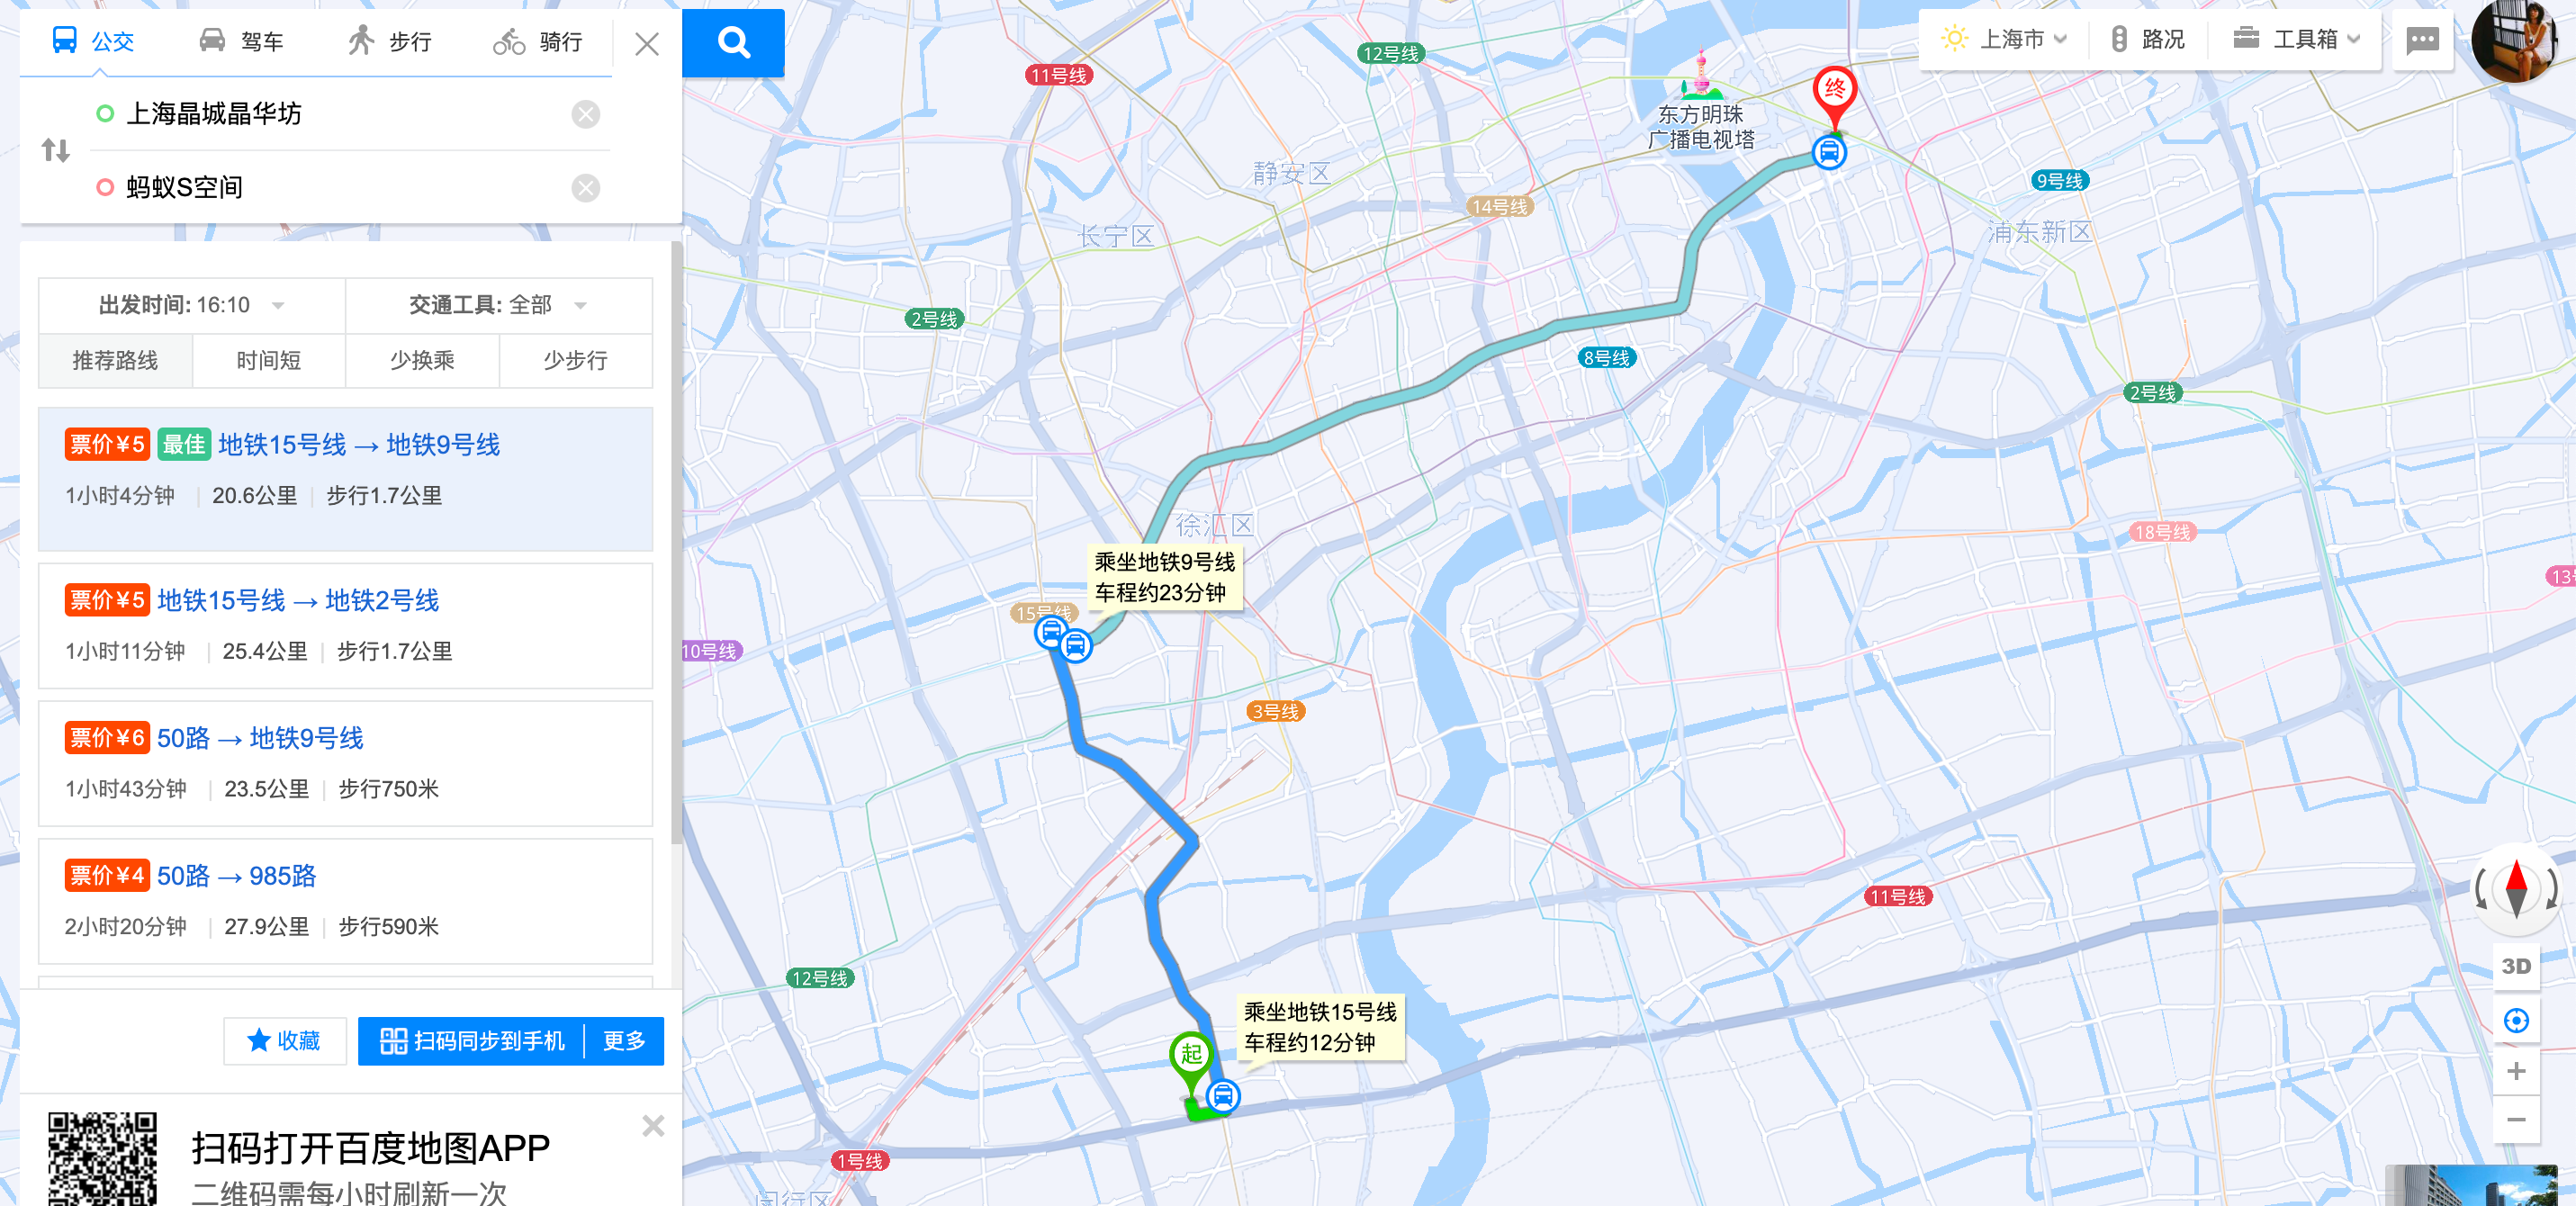 公交
驾车
步行
骑行
上海晶城晶华坊
蚂蚁S空间
出发时间: 16:10
交通工具: 全部
推荐路线
时间短
少换乘
少步行
票价¥5 最佳 地铁15号线 → 地铁9号线
1小时4分钟 | 20.6公里 | 步行1.7公里
票价¥5 地铁15号线 → 地铁2号线
1小时11分钟 | 25.4公里 | 步行1.7公里
票价¥6 50路 → 地铁9号线
1小时43分钟 | 23.5公里 | 步行750米
票价¥4 50路 → 985路
2小时20分钟 | 27.9公里 | 步行590米
收藏
扫码同步到手机
更多
扫码打开百度地图APP
二维码需每小时刷新一次
上海市
路况
工具箱
12号线
11号线
东方明珠
广播电视塔
终
静安区
9号线
14号线
长宁区
浦东新区
2号线
8号线
2号线
徐汇区
18号线
乘坐地铁9号线
车程约23分钟
15号线
10号线
3号线
11号线
12号线
乘坐地铁15号线
车程约12分钟
起
1号线
闵行区
3D